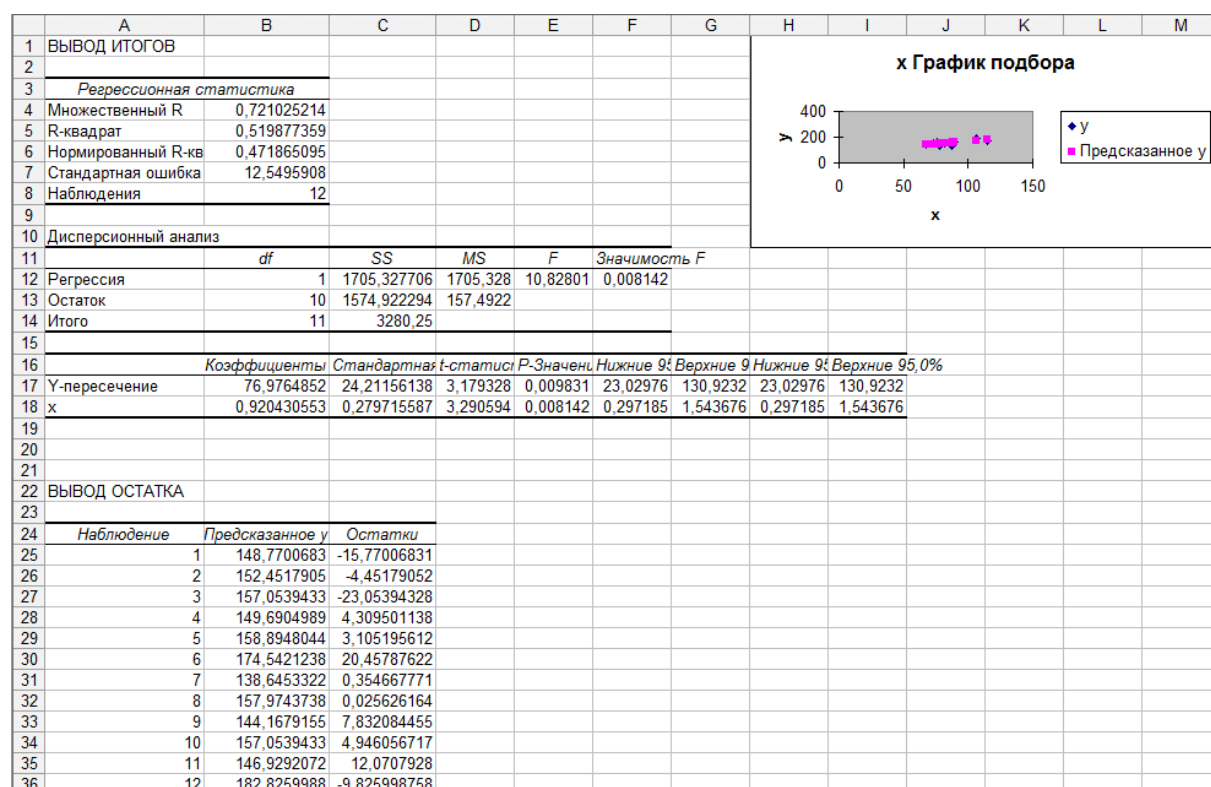 A B C D E F G H I J K L M
1 ВЫВОД ИТОГОВ
2
3 Регрессионная статистика
4 Множественный R 0,721025214
5 R-квадрат 0,519877359
6 Нормированный R-кв 0,471865095
7 Стандартная ошибка 12,5495908
8 Наблюдения 12
9
10 Дисперсионный анализ
11 df SS MS F Значимость F
12 Регрессия 1 1705,327706 1705,328 10,82801 0,008142
13 Остаток 10 1574,922294 157,4922
14 Итого 11 3280,25
15
16 Коэффициенты Стандартная t-статис P-Значен Нижние 95 Верхние 9 Нижние 95 Верхние 95,0%
17 Y-пересечение 76,9764852 24,21156138 3,179328 0,009831 23,02976 130,9232 23,02976 130,9232
18 x 0,920430553 0,279715587 3,290594 0,008142 0,297185 1,543676 0,297185 1,543676
19
20
21
22 ВЫВОД ОСТАТКА
23
24 Наблюдение Предсказанное y Остатки
25 1 148,7700683 -15,77006831
26 2 152,4517905 -4,45179052
27 3 157,0539433 -23,05394328
28 4 149,6904989 4,309501138
29 5 158,8948044 3,105195612
30 6 174,5421238 20,45787622
31 7 138,6453322 0,354667771
32 8 157,9743738 0,025626164
33 9 144,1679155 7,832084455
34 10 157,0539433 4,946056717
35 11 146,9292072 12,0707928
36 12 182,8259988 -9,825998758
x График подбора
400
200
0
y
0 50 100 150
x
y
Предсказанное y